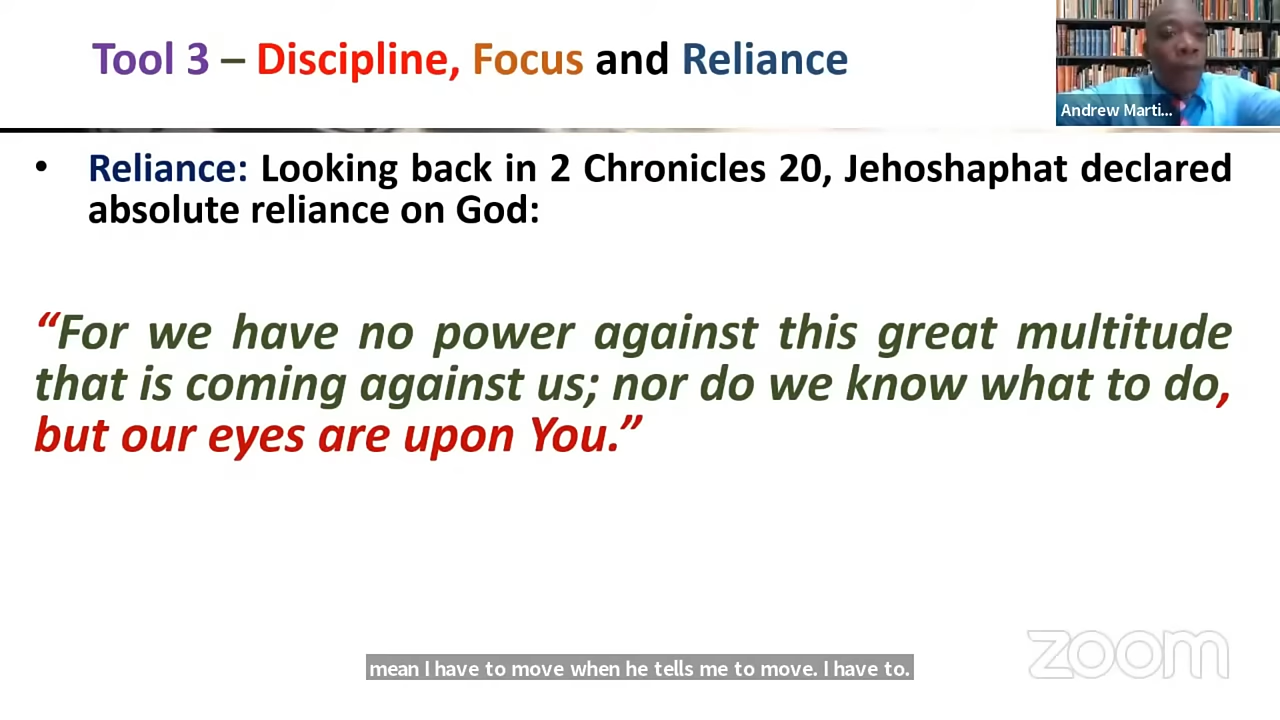 Tool 3 – Discipline, Focus and Reliance
Andrew Marti...
• Reliance: Looking back in 2 Chronicles 20, Jehoshaphat declared
absolute reliance on God:
“For we have no power against this great multitude
that is coming against us; nor do we know what to do,
but our eyes are upon You.”
zoom
mean I have to move when he tells me to move. I have to.